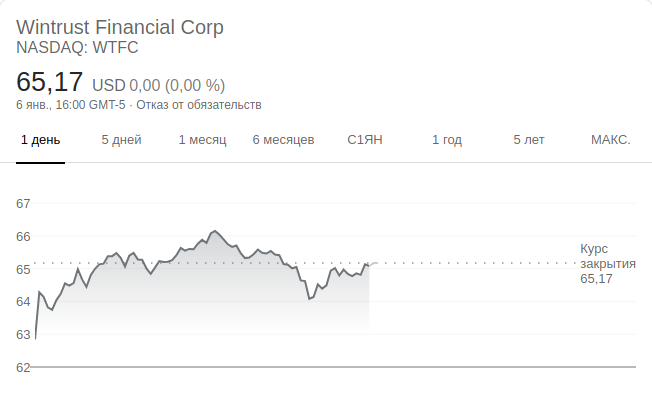 Wintrust Financial Corp
NASDAQ: WTFC
65,17 USD 0,00 (0,00 %)
6 янв., 16:00 GMT-5 · Отказ от обязательств
1 день 5 дней 1 месяц 6 месяцев С1ЯН 1 год 5 лет МАКС.
67
66
65
64
63
62
Курс
закрытия
65,17